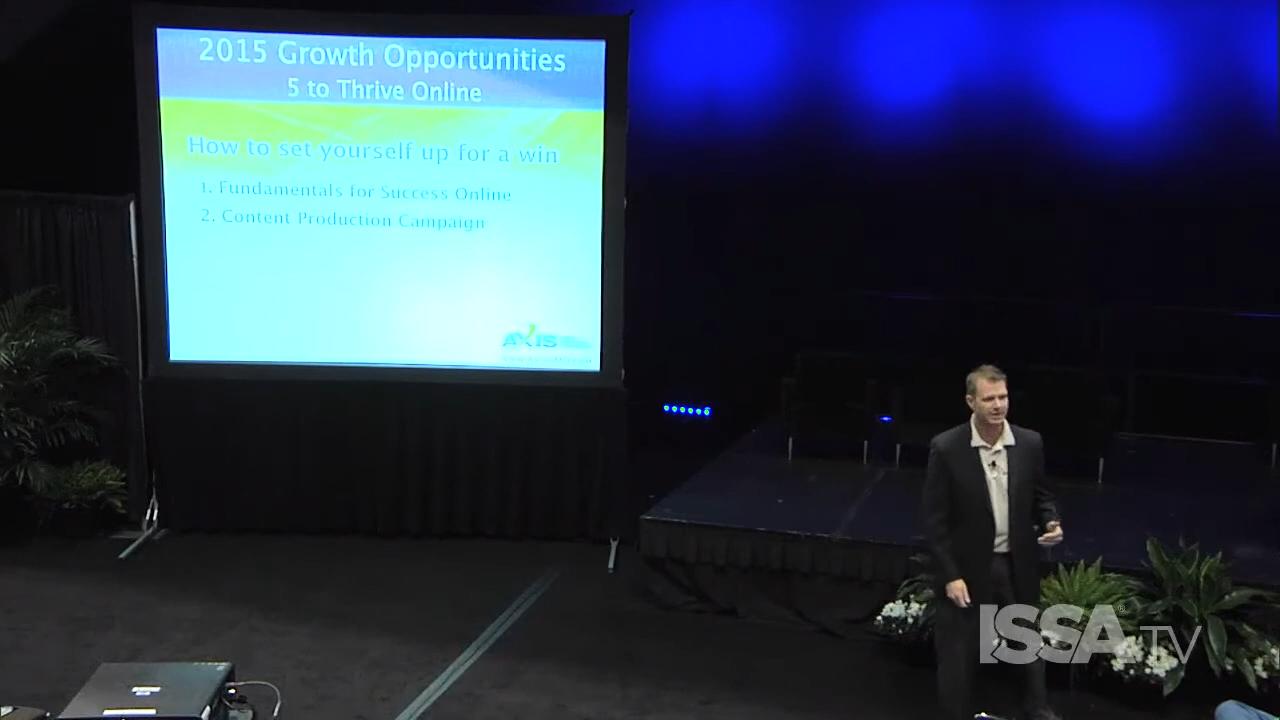 2015 Growth Opportunities
5 to Thrive Online
How to set yourself up for a win
1. Fundamentals for Success Online
2. Content Production Campaign
AXIS
ISSA® TV